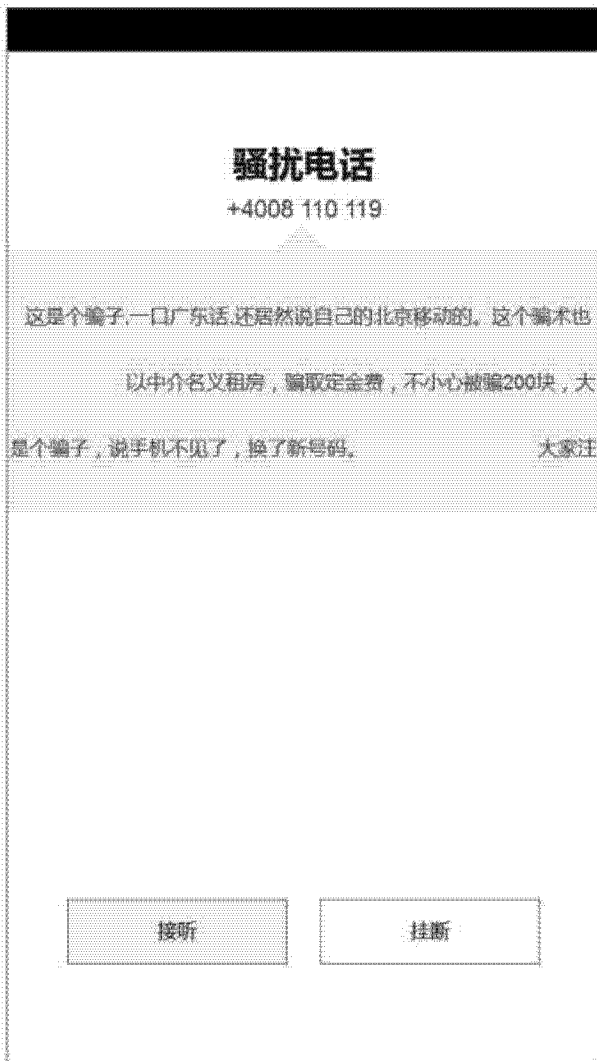 骚扰电话
+4008 110 119
这是个骗子,一口广东话,还居然说自己的北京移动的。这个骗术也
以中介名义租房，骗取定金费，不小心被骗200块，大
是个骗子，说手机不见了，换了新号码。 大家注
接听 挂断